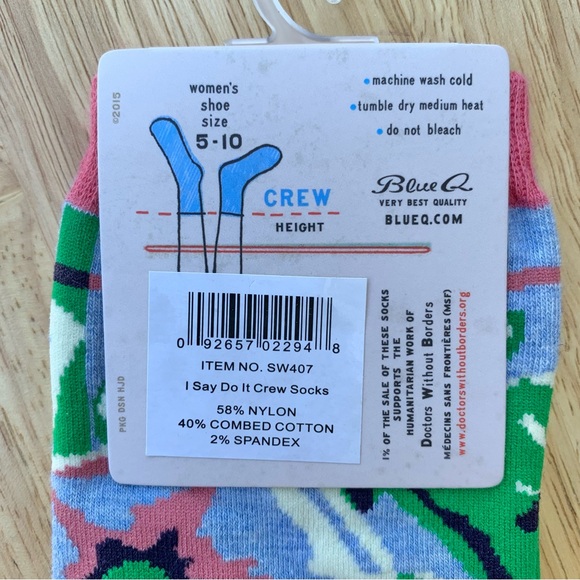 ©2015
women's
shoe
size
5-10
CREW
HEIGHT
• machine wash cold
• tumble dry medium heat
• do not bleach
Blue Q
VERY BEST QUALITY
BLUEQ.COM
0 92657 02294 8
ITEM NO. SW407
I Say Do It Crew Socks
58% NYLON
40% COMBED COTTON
2% SPANDEX
1% OF THE SALE OF THESE SOCKS
SUPPORTS THE
HUMANITARIAN WORK OF
Doctors Without Borders
MÉDECINS SANS FRONTIÈRES (MSF)
www.doctorswithoutborders.org
PKG DSN HJD